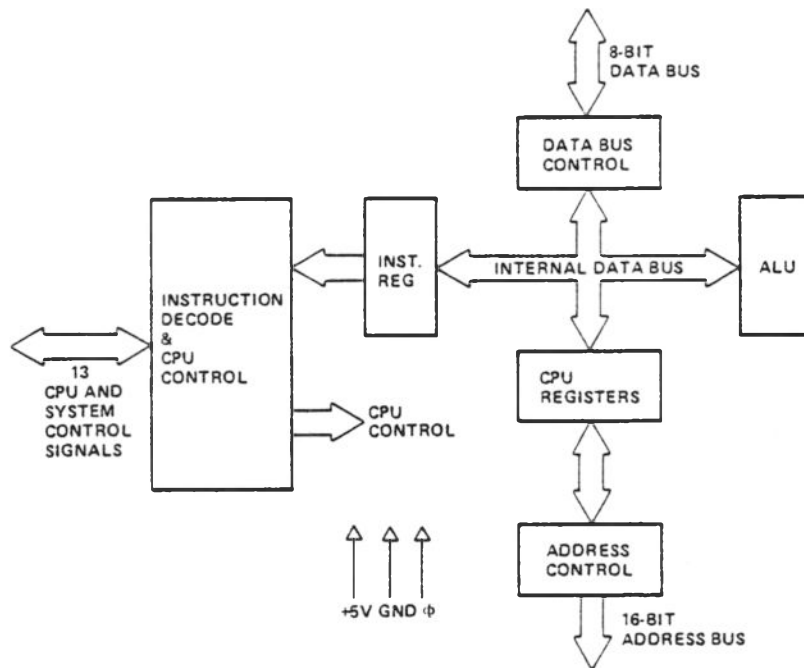 8-BIT
DATA BUS
DATA BUS
CONTROL
INST.
REG
INTERNAL DATA BUS
ALU
INSTRUCTION
DECODE
&
CPU
CONTROL
13
CPU AND
SYSTEM
CONTROL
SIGNALS
CPU
CONTROL
CPU
REGISTERS
ADDRESS
CONTROL
+5V GND Φ
16-BIT
ADDRESS BUS